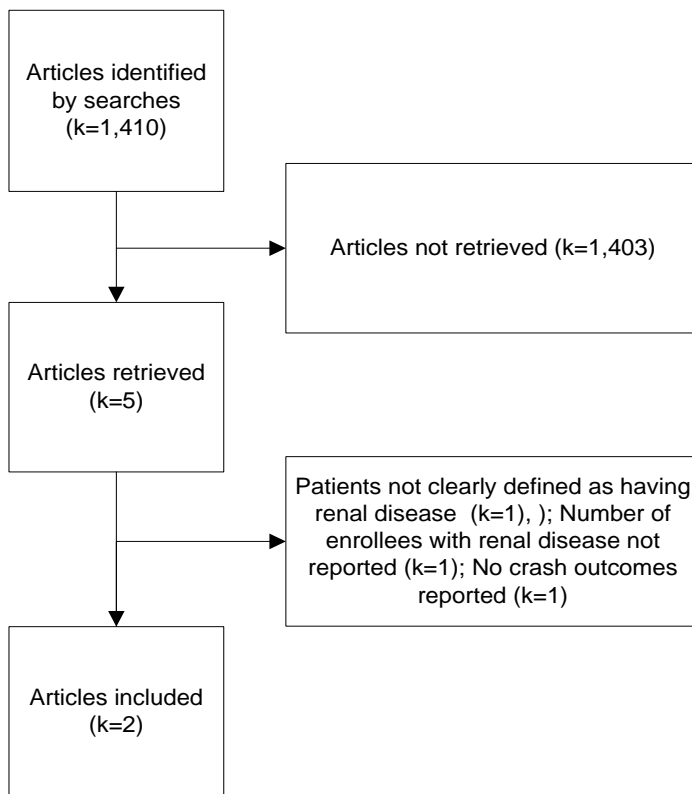 Articles identified
by searches
(k=1,410)
Articles not retrieved (k=1,403)
Articles retrieved
(k=5)
Patients not clearly defined as having
renal disease  (k=1), ); Number of
enrollees with renal disease not
reported (k=1); No crash outcomes
reported (k=1)
Articles included
(k=2)